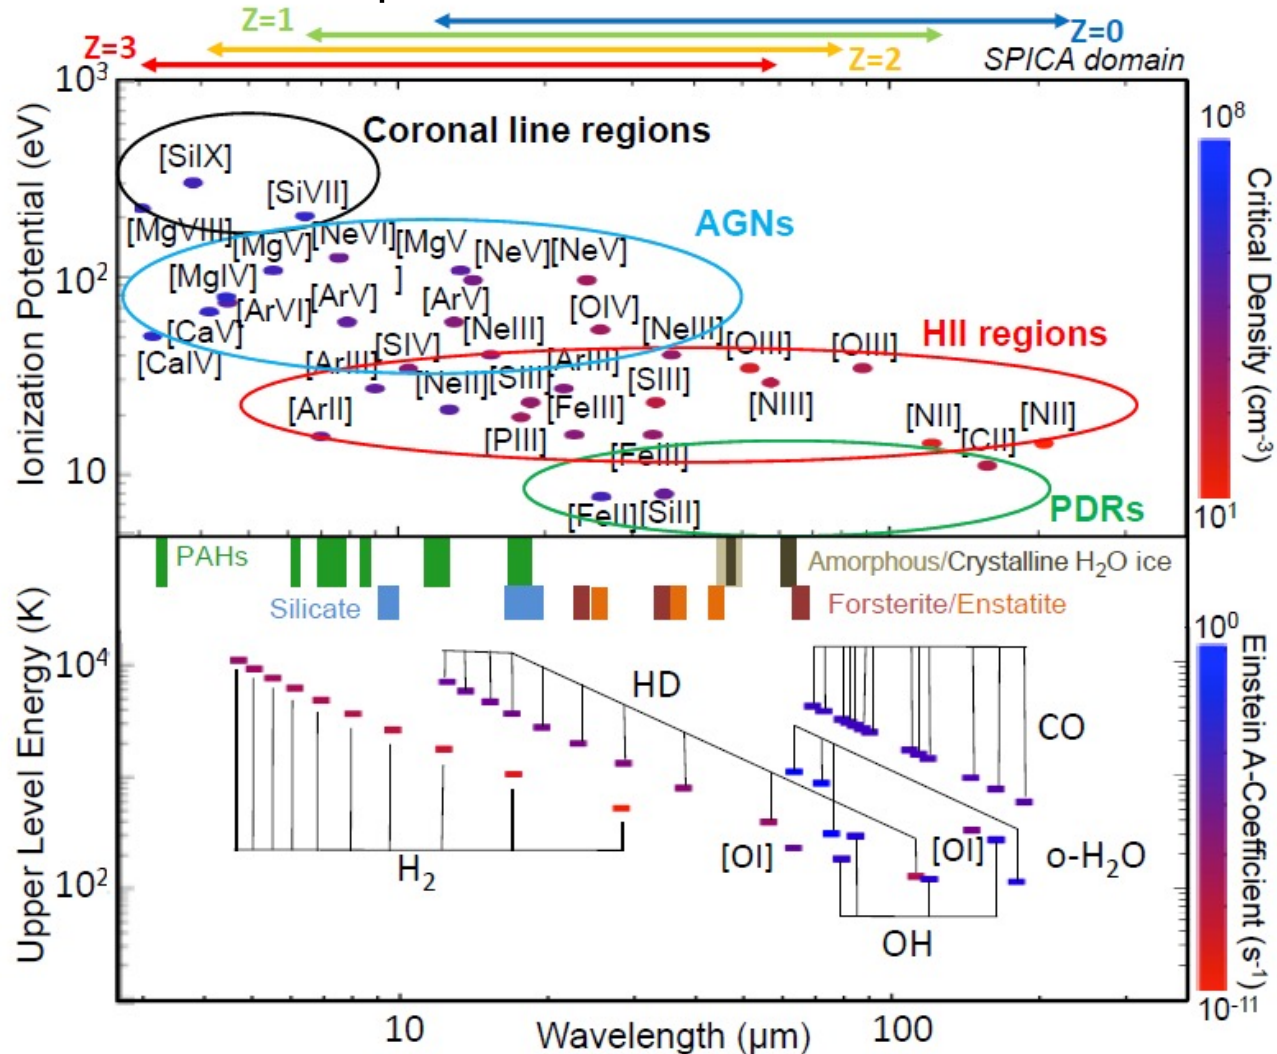 Z=1
Z=0
Z=3
Z=2
SPICA domain
10³
Coronal line regions
10⁸
[SiIX]
[SiVII]
AGNs
[MgVIII]
[MgV]
[NeVI]
[MgV
]
[NeV]
[NeV]
[MgIV]
10²
[ArVI]
[ArV]
[ArV]
[OIV]
[CaV]
[NeIII]
[NeIII]
HII regions
[CaIV]
[ArIII]
[SIV]
[ArIII]
[OIII]
[OIII]
[NeII]
[SIII]
[SIII]
[ArII]
[FeIII]
[NIII]
[NII]
[NII]
[PIII]
[FeIII]
[CII]
10
[FeII]
[SiII]
PDRs
10¹
Ionization Potential (eV)
Critical Density (cm⁻³)
PAHs
Amorphous/Crystalline H₂O ice
Silicate
Forsterite/Enstatite
10⁰
10⁴
HD
CO
[OI]
[OI]
o-H₂O
H₂
10²
OH
10⁻¹¹
Upper Level Energy (K)
Einstein A-Coefficient (s⁻¹)
10
Wavelength (μm)
100